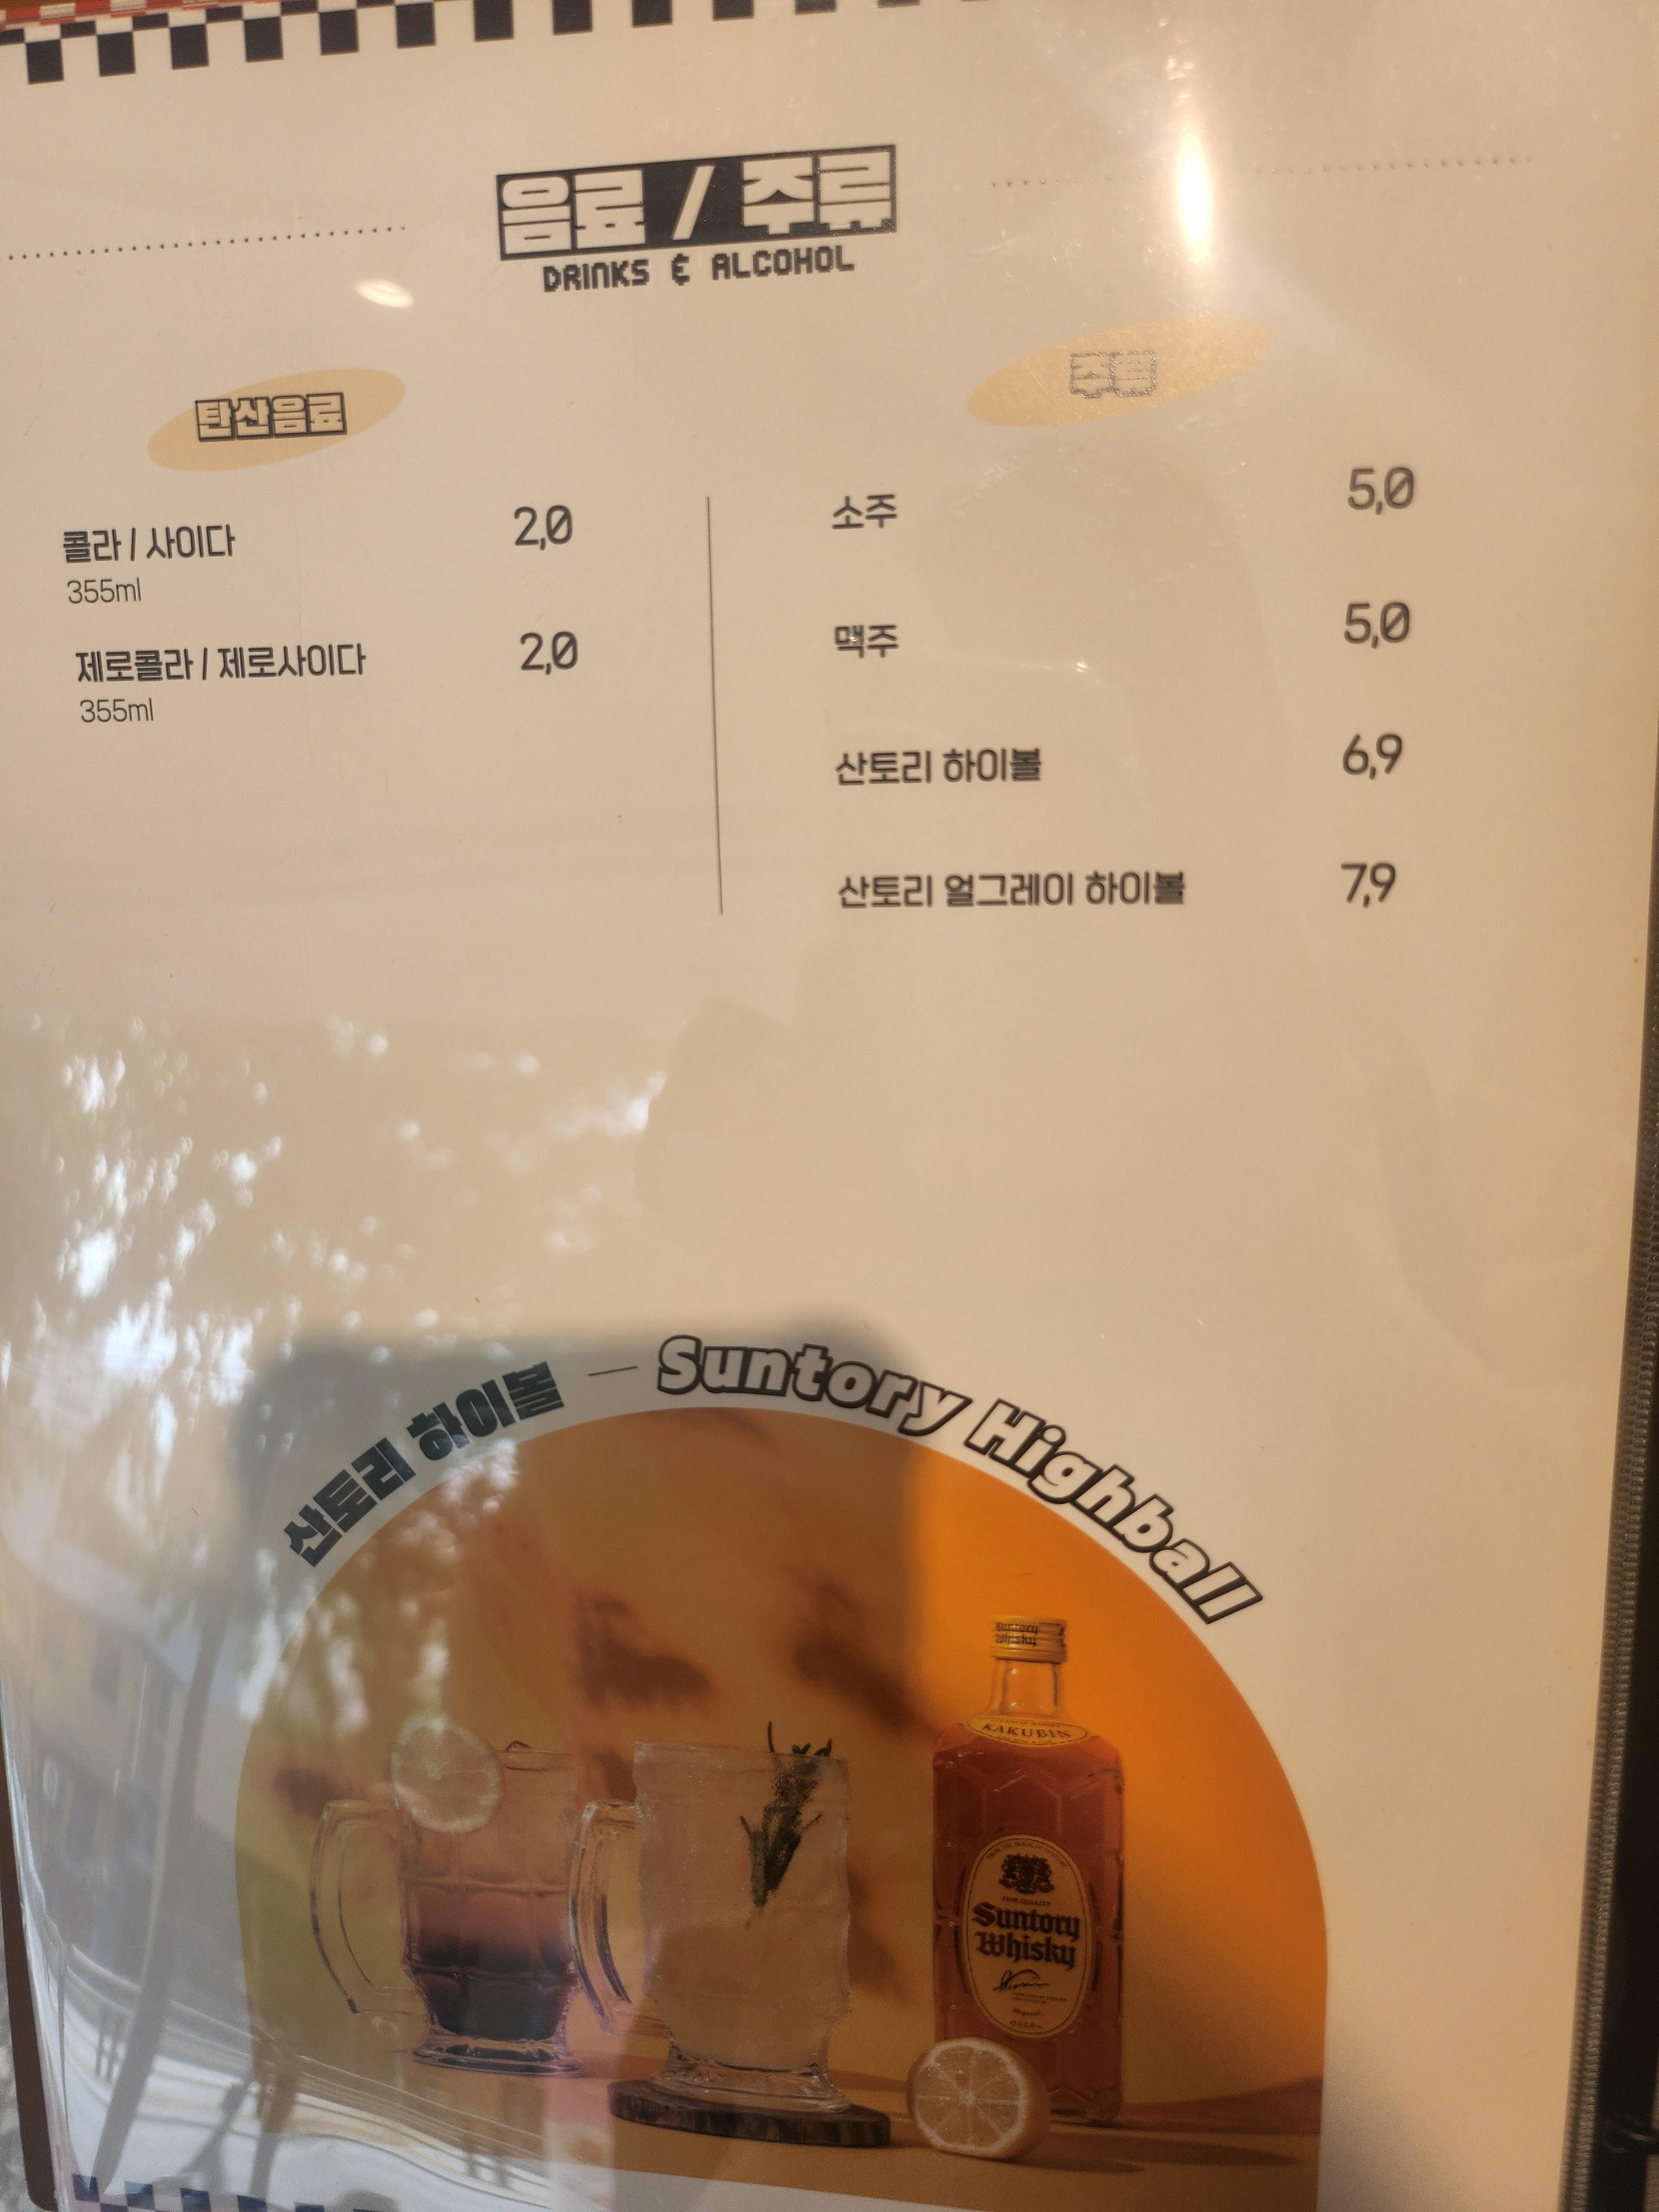 음료 / 주류
DRINKS & ALCOHOL
탄산음료
콜라 / 사이다 2,0
355ml
제로콜라 / 제로사이다 2,0
355ml
주류
소주 5,0
맥주 5,0
산토리 하이볼 6,9
산토리 얼그레이 하이볼 7,9
산토리 하이볼 — Suntory Highball
Suntory
Whisky
KAKUBIN
Suntory
Whisky